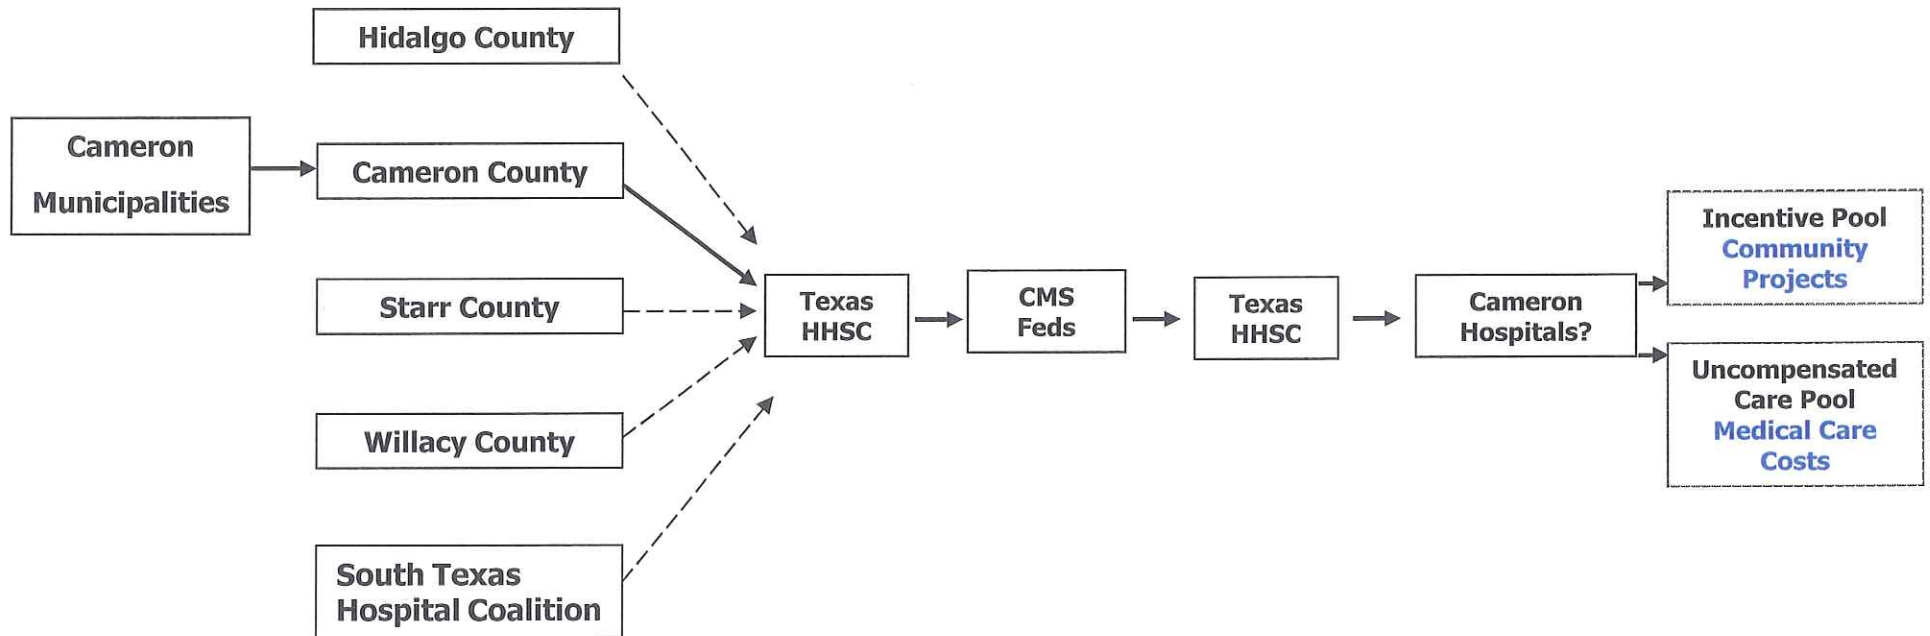 Hidalgo County
Cameron
Municipalities
Cameron County
Starr County
Willacy County
South Texas
Hospital Coalition
Texas
HHSC
CMS
Feds
Texas
HHSC
Cameron
Hospitals?
Incentive Pool
Community
Projects
Uncompensated
Care Pool
Medical Care
Costs